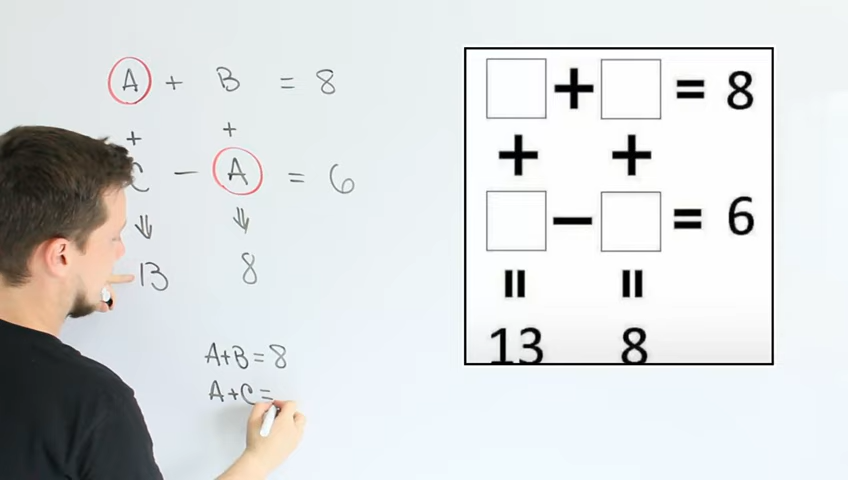 A + B = 8
+ +
C - A = 6
⇓ ⇓
13 8
A+B=8
A+C=
□ + □ = 8
+ +
□ − □ = 6
= =
13 8